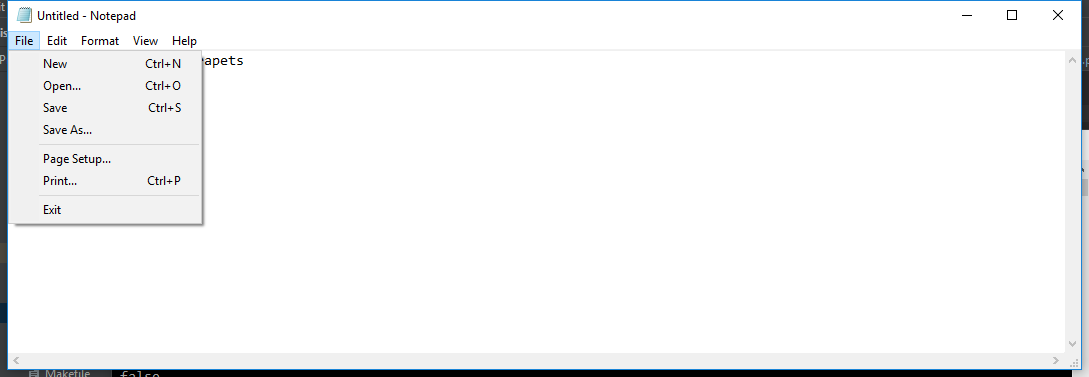 Untitled - Notepad
File Edit Format View Help
New Ctrl+N
Open... Ctrl+O
Save Ctrl+S
Save As...
Page Setup...
Print... Ctrl+P
Exit
Makefile
false